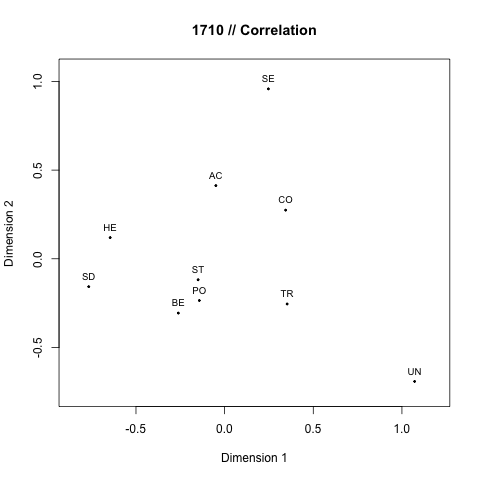 1710 // Correlation
SE
AC
CO
HE
ST
SD
PO
TR
BE
UN
1.0
0.5
0.0
-0.5
Dimension 2
-0.5
0.0
0.5
1.0
Dimension 1